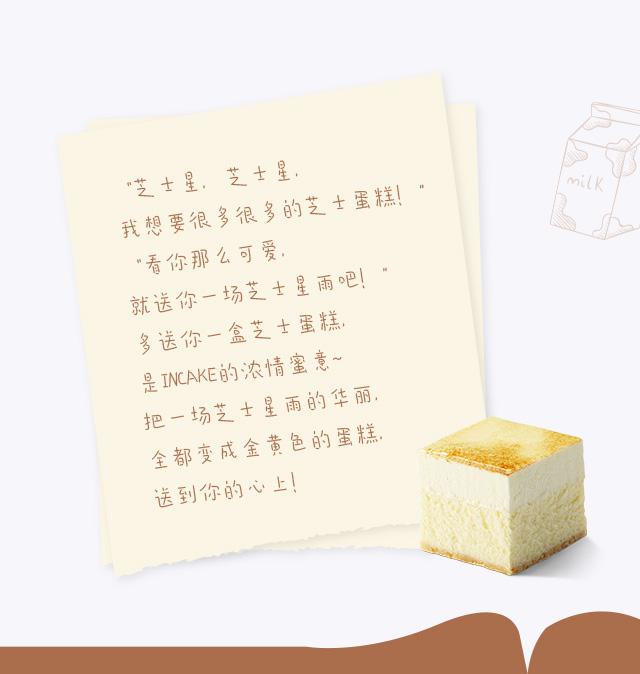 "芝士星，芝士星，
我想要很多很多的芝士蛋糕！"
"看你那么可爱，
就送你一场芝士星雨吧！"
多送你一盒芝士蛋糕，
是INCAKE的浓情蜜意~
把一场芝士星雨的华丽，
全都变成金黄色的蛋糕，
送到你的心上！
milk